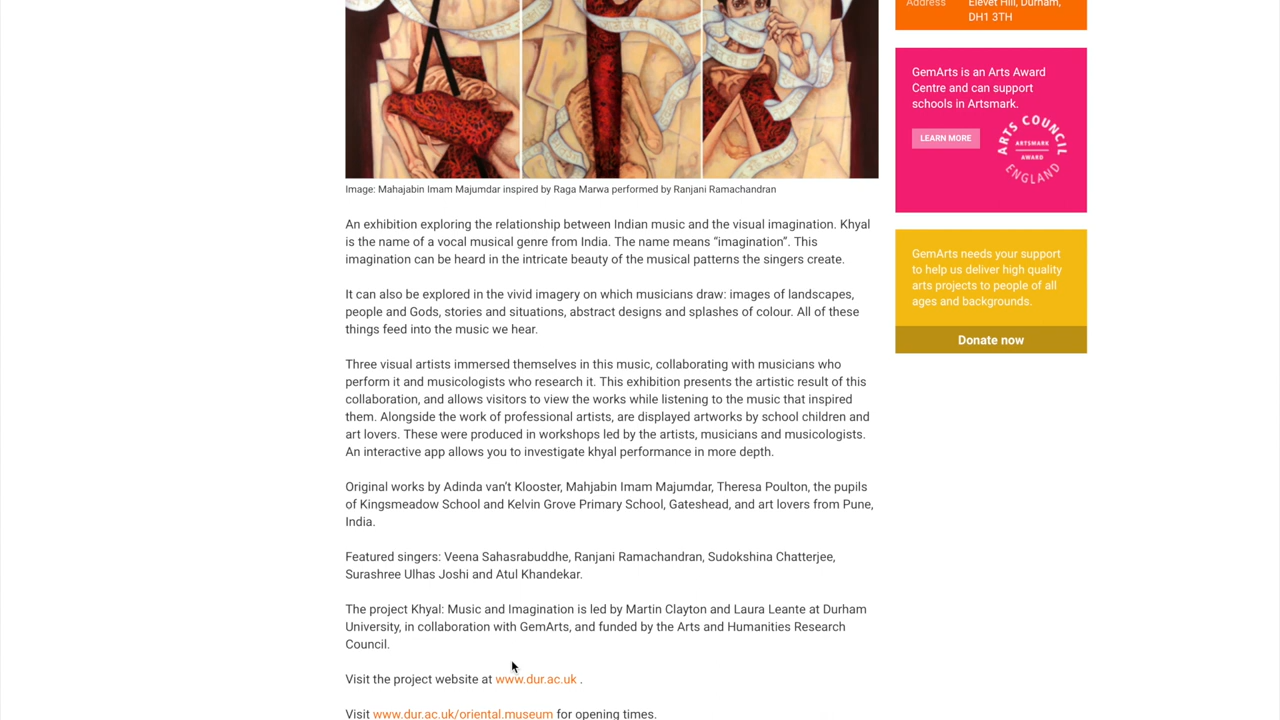 Address Elevet Hill, Durham,
DH1 3TH
GemArts is an Arts Award
Centre and can support
schools in Artsmark.
LEARN MORE
ARTS COUNCIL
ARTSMARK
AWARD
ENGLAND
Image: Mahajabin Imam Majumdar inspired by Raga Marwa performed by Ranjani Ramachandran
An exhibition exploring the relationship between Indian music and the visual imagination. Khyal
is the name of a vocal musical genre from India. The name means “imagination”. This
imagination can be heard in the intricate beauty of the musical patterns the singers create.
GemArts needs your support
to help us deliver high quality
arts projects to people of all
ages and backgrounds.
Donate now
It can also be explored in the vivid imagery on which musicians draw: images of landscapes,
people and Gods, stories and situations, abstract designs and splashes of colour. All of these
things feed into the music we hear.
Three visual artists immersed themselves in this music, collaborating with musicians who
perform it and musicologists who research it. This exhibition presents the artistic result of this
collaboration, and allows visitors to view the works while listening to the music that inspired
them. Alongside the work of professional artists, are displayed artworks by school children and
art lovers. These were produced in workshops led by the artists, musicians and musicologists.
An interactive app allows you to investigate khyal performance in more depth.
Original works by Adinda van’t Klooster, Mahjabin Imam Majumdar, Theresa Poulton, the pupils
of Kingsmeadow School and Kelvin Grove Primary School, Gateshead, and art lovers from Pune,
India.
Featured singers: Veena Sahasrabuddhe, Ranjani Ramachandran, Sudokshina Chatterjee,
Surashree Ulhas Joshi and Atul Khandekar.
The project Khyal: Music and Imagination is led by Martin Clayton and Laura Leante at Durham
University, in collaboration with GemArts, and funded by the Arts and Humanities Research
Council.
Visit the project website at www.dur.ac.uk .
Visit www.dur.ac.uk/oriental.museum for opening times.